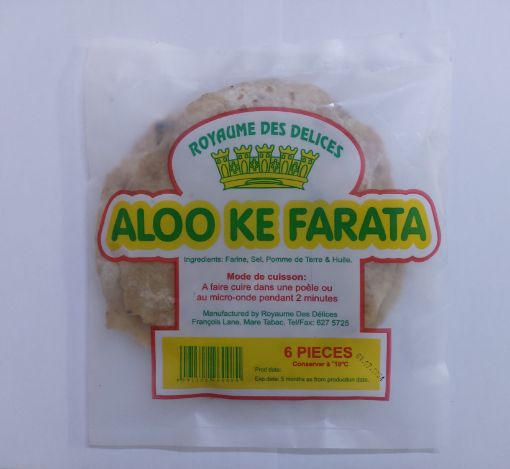 ROYAUME DES DELICES
ALOO KE FARATA
Ingredients: Farine, Sel, Pomme de Terre & Huile.
Mode de cuisson:
A faire cuire dans une poêle ou
au micro-onde pendant 2 minutes
Manufactured by Royaume Des Délices
François Lane, Mare Tabac. Tel/Fax: 627 5725
6 PIECES
Conserver à -18°C
Prod date:
Exp.date: 5 months as from production date.